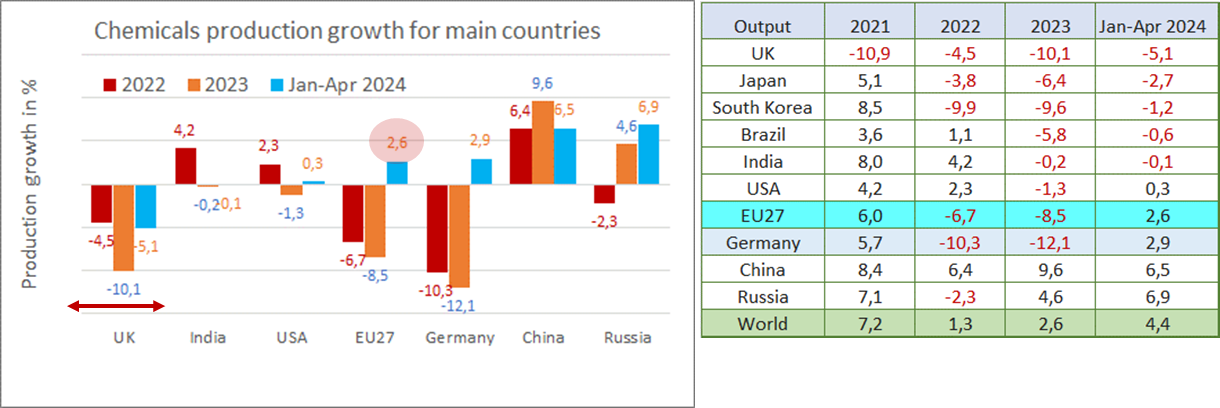 Chemicals production growth for main countries
Production growth in %
2022 2023 Jan-Apr 2024
-4,5 -10,1 -5,1
4,2 -0,2 -0,1
2,3 -1,3 0,3
-6,7 -8,5 2,6
-10,3 -12,1 2,9
6,4 9,6 6,5
-2,3 4,6 6,9
UK India USA EU27 Germany China Russia
Output 2021 2022 2023 Jan-Apr 2024
UK -10,9 -4,5 -10,1 -5,1
Japan 5,1 -3,8 -6,4 -2,7
South Korea 8,5 -9,9 -9,6 -1,2
Brazil 3,6 1,1 -5,8 -0,6
India 8,0 4,2 -0,2 -0,1
USA 4,2 2,3 -1,3 0,3
EU27 6,0 -6,7 -8,5 2,6
Germany 5,7 -10,3 -12,1 2,9
China 8,4 6,4 9,6 6,5
Russia 7,1 -2,3 4,6 6,9
World 7,2 1,3 2,6 4,4